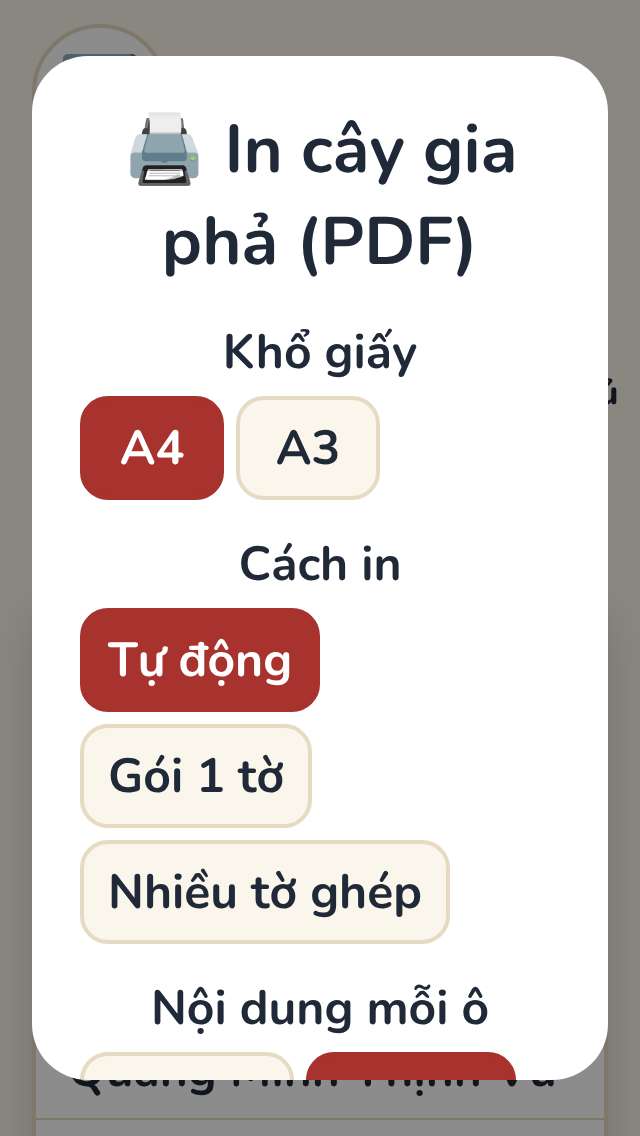 In cây gia
phả (PDF)
Khổ giấy
A4 A3
Cách in
Tự động
Gói 1 tờ
Nhiều tờ ghép
Nội dung mỗi ô